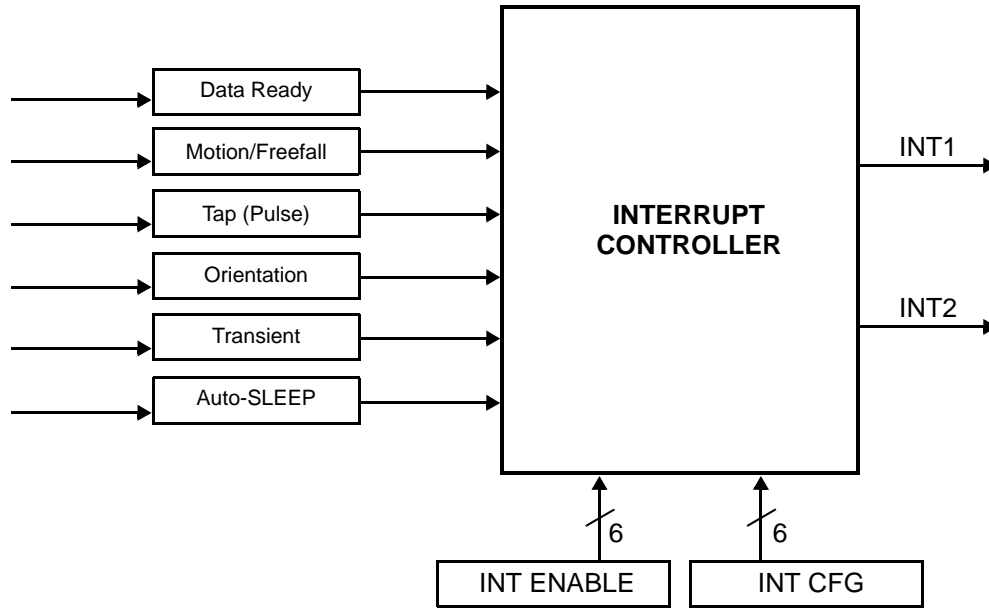 Data Ready
Motion/Freefall
Tap (Pulse)
Orientation
Transient
Auto-SLEEP
INTERRUPT
CONTROLLER
INT1
INT2
6
6
INT ENABLE
INT CFG